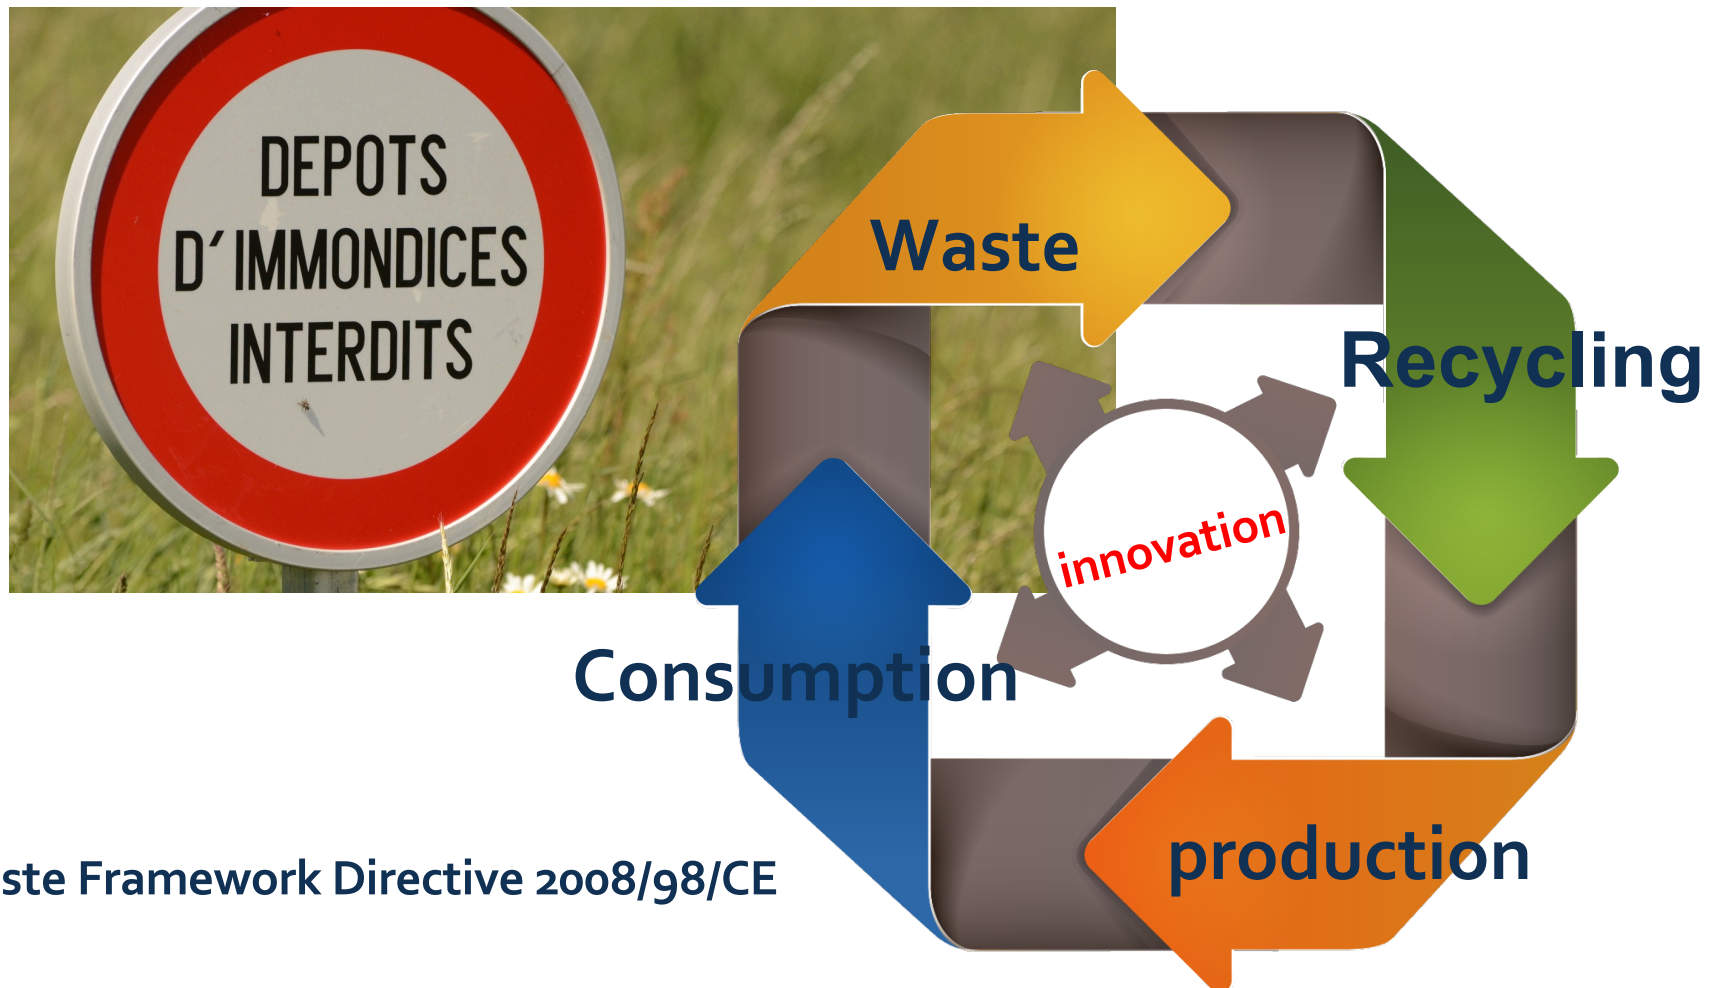 DEPOTS
D´IMMONDICES
INTERDITS
Waste
Recycling
innovation
Consumption
production
ste Framework Directive 2008/98/CE